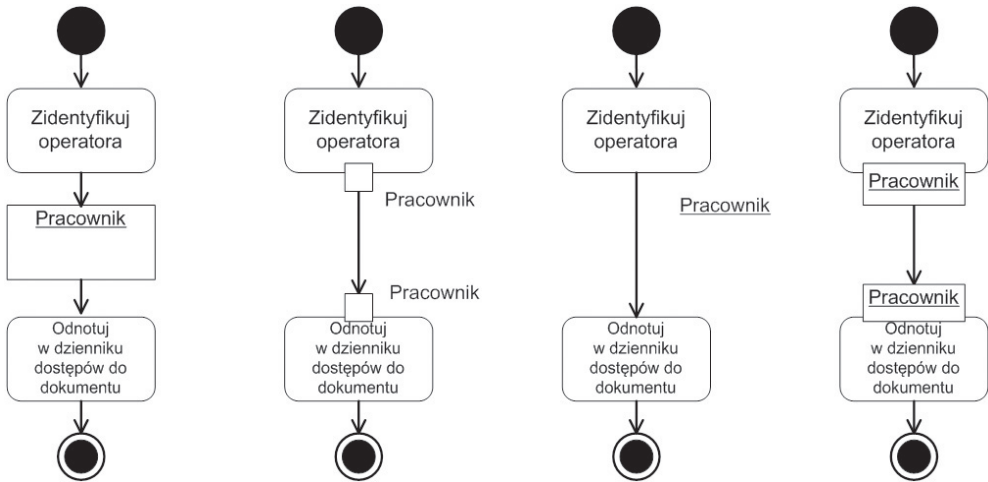 Zidentyfikuj
operatora
Pracownik
Odnotuj
w dzienniku
dostępów do
dokumentu
Zidentyfikuj
operatora
Pracownik
Pracownik
Odnotuj
w dzienniku
dostępów do
dokumentu
Zidentyfikuj
operatora
Pracownik
Odnotuj
w dzienniku
dostępów do
dokumentu
Zidentyfikuj
operatora
Pracownik
Pracownik
Odnotuj
w dzienniku
dostępów do
dokumentu